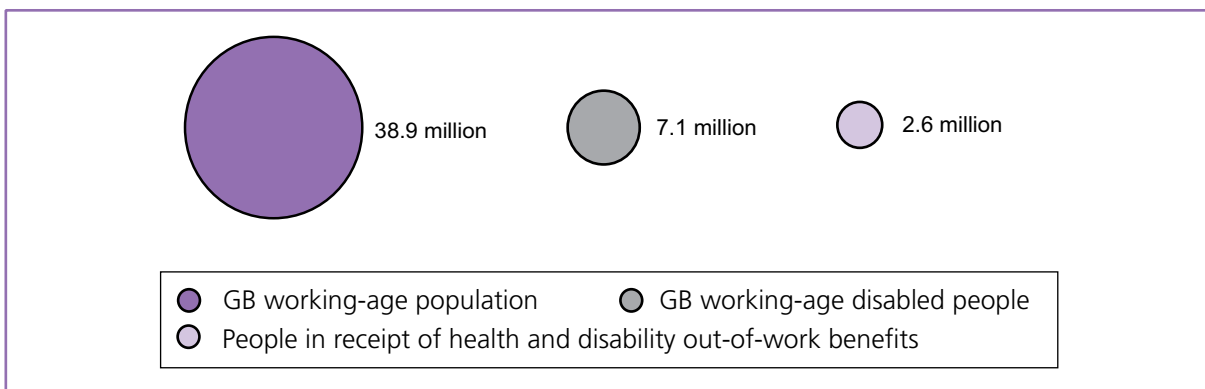 38.9 million
7.1 million
2.6 million
GB working-age population
GB working-age disabled people
People in receipt of health and disability out-of-work benefits